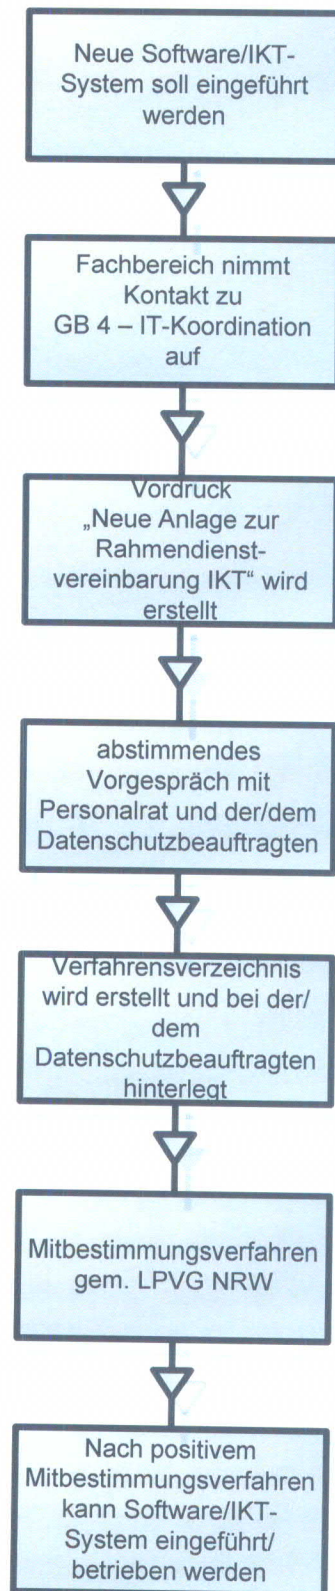 Neue Software/IKT-
System soll eingeführt
werden
Fachbereich nimmt
Kontakt zu
GB 4 – IT-Koordination
auf
Vordruck
„Neue Anlage zur
Rahmendienst-
vereinbarung IKT“ wird
erstellt
abstimmendes
Vorgespräch mit
Personalrat und der/dem
Datenschutzbeauftragten
Verfahrensverzeichnis
wird erstellt und bei der/
dem
Datenschutzbeauftragten
hinterlegt
Mitbestimmungsverfahren
gem. LPVG NRW
Nach positivem
Mitbestimmungsverfahren
kann Software/IKT-
System eingeführt/
betrieben werden